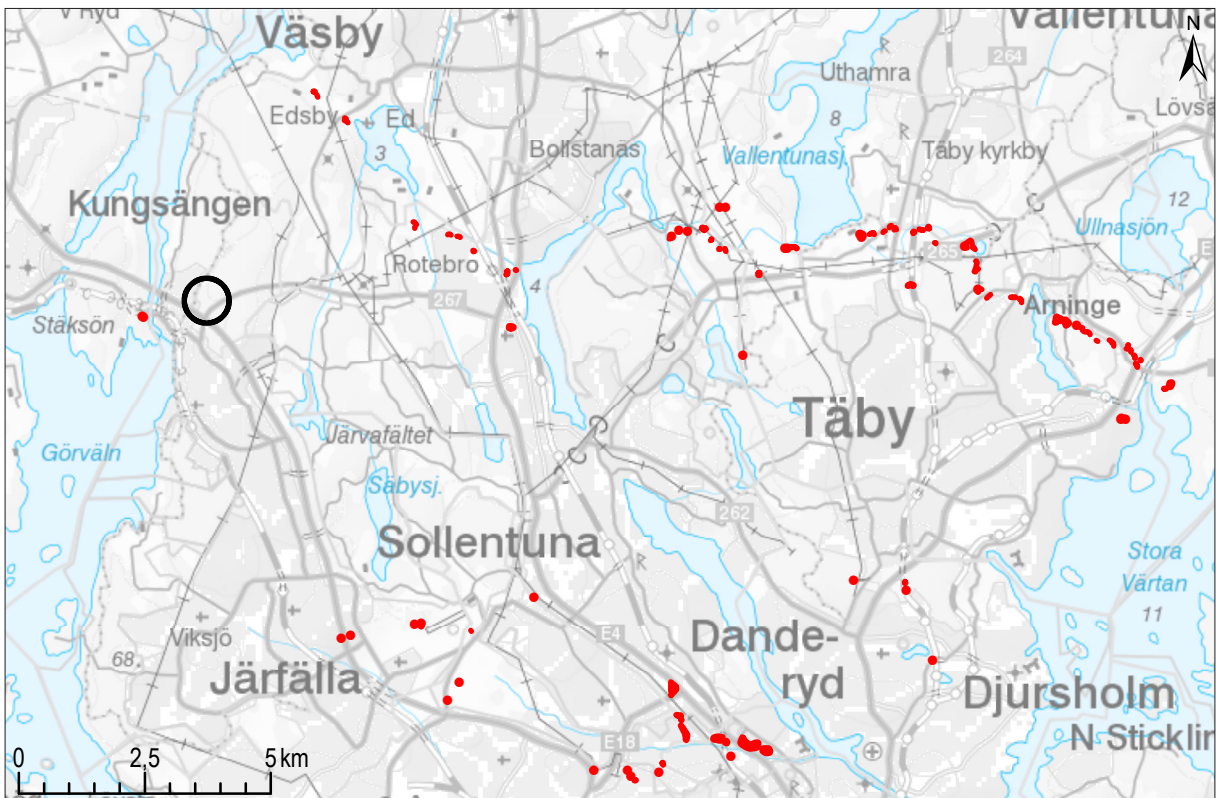 V Ryd
Väsby
Vallentuna
N
264
Uthamra
Edsby
Ed
8
Lövsä
3
Bollstanäs
Vallentunasj.
Täby kyrkby
Kungsängen
12
Ullnasjön
E
265
Rotebro
4
267
Stäksön
Arninge
Täby
Järvafältet
Görväln
Säbysj.
262
Sollentuna
Stora
Värtan
11
E4
Viksjö
68.
Dande-
ryd
Järfälla
Djursholm
N Sticklin
E18
0 2,5 5 km